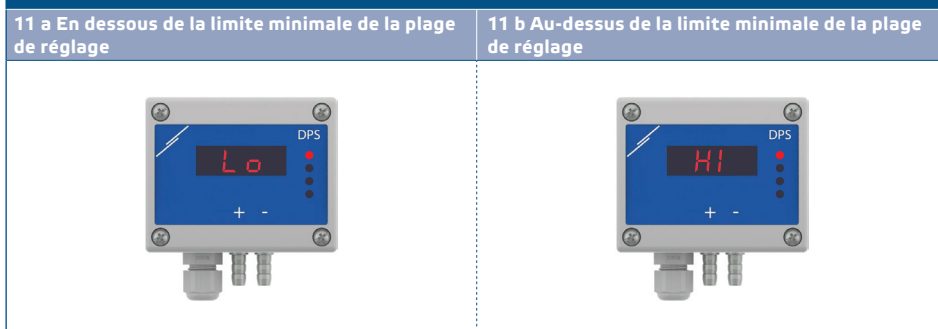 11 a En dessous de la limite minimale de la plage
de réglage
11 b Au-dessus de la limite minimale de la plage
de réglage
DPS
Lo
+ -
DPS
HI
+ -